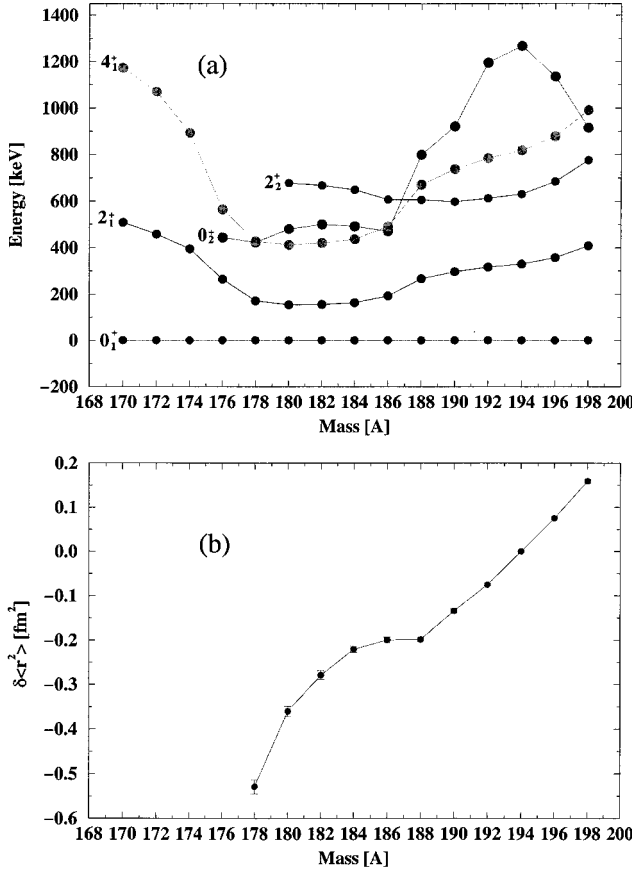 1400
1200
1000
800
600
400
200
0
−200
Energy [keV]
(a)
4₁⁺
2₁⁺
0₂⁺
2₂⁺
0₁⁺
168 170 172 174 176 178 180 182 184 186 188 190 192 194 196 198 200
Mass [A]
0.2
0.1
0.0
−0.1
−0.2
−0.3
−0.4
−0.5
−0.6
δ<r²> [fm²]
(b)
168 170 172 174 176 178 180 182 184 186 188 190 192 194 196 198 200
Mass [A]